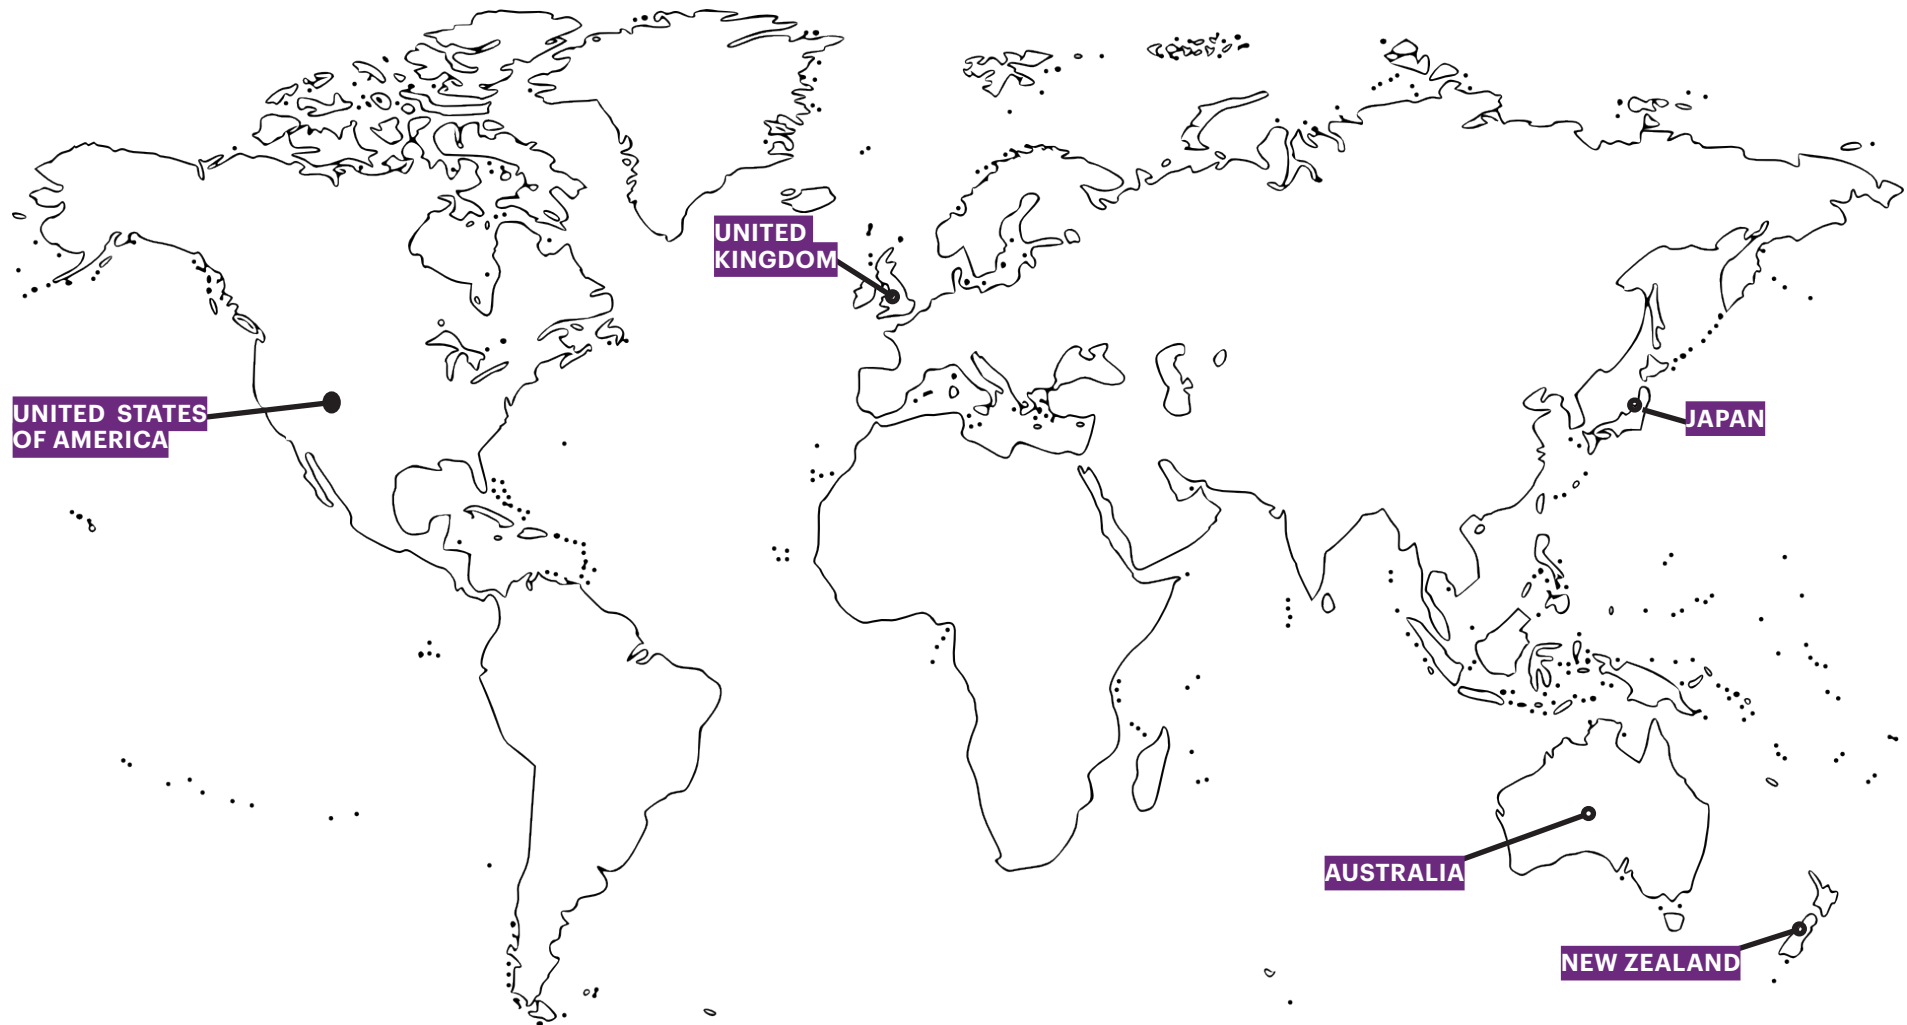 UNITED
KINGDOM
UNITED STATES
OF AMERICA
JAPAN
AUSTRALIA
NEW ZEALAND